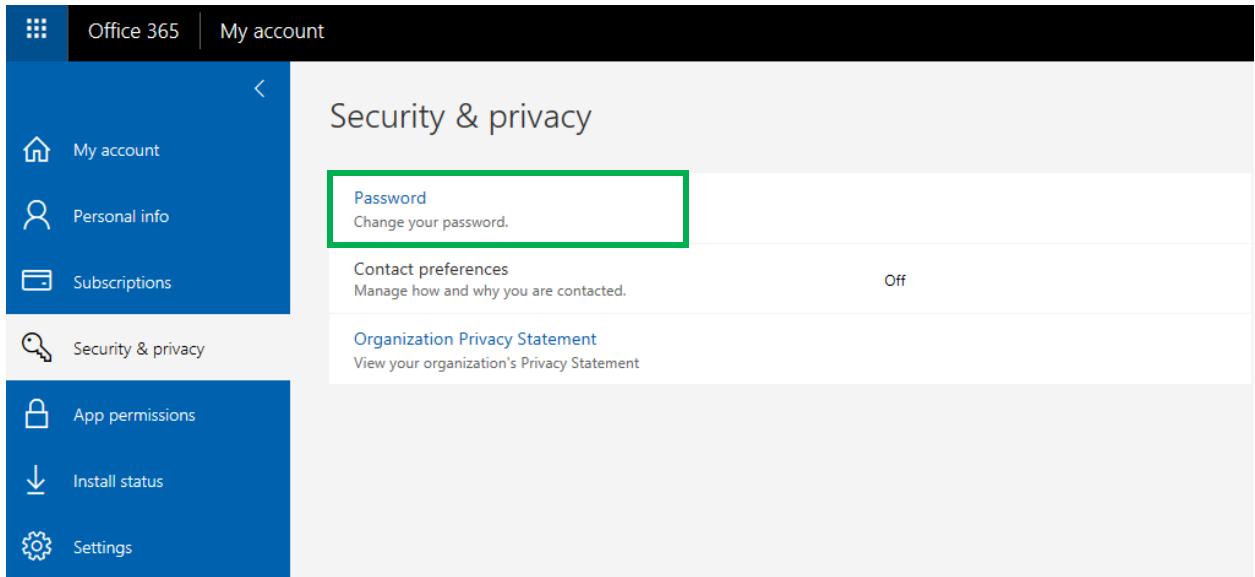 Office 365 My account
My account
Personal info
Subscriptions
Security & privacy
App permissions
Install status
Settings
Security & privacy
Password
Change your password.
Contact preferences
Manage how and why you are contacted.
Off
Organization Privacy Statement
View your organization's Privacy Statement